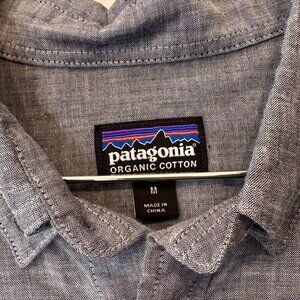 patagonia
ORGANIC COTTON
M
MADE IN
CHINA